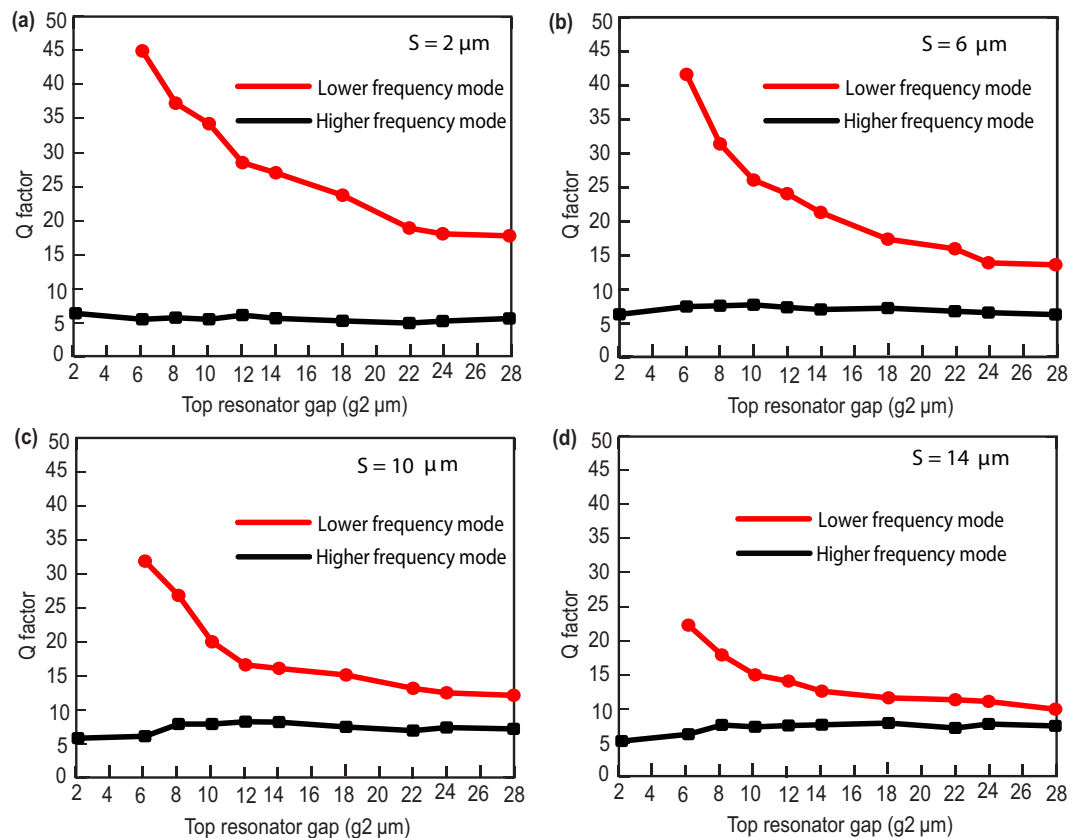 (a)
S = 2 µm
Lower frequency mode
Higher frequency mode
Q factor
50
45
40
35
30
25
20
15
10
5
0
2 4 6 8 10 12 14 16 18 20 22 24 26 28
Top resonator gap (g2 µm)
(b)
S = 6 µm
Lower frequency mode
Higher frequency mode
Q factor
50
45
40
35
30
25
20
15
10
5
0
2 4 6 8 10 12 14 16 18 20 22 24 26 28
Top resonator gap (g2 µm)
(c)
S = 10 µm
Lower frequency mode
Higher frequency mode
Q factor
50
45
40
35
30
25
20
15
10
5
0
2 4 6 8 10 12 14 16 18 20 22 24 26 28
Top resonator gap (g2 µm)
(d)
S = 14 µm
Lower frequency mode
Higher frequency mode
Q factor
50
45
40
35
30
25
20
15
10
5
0
2 4 6 8 10 12 14 16 18 20 22 24 26 28
Top resonator gap (g2 µm)